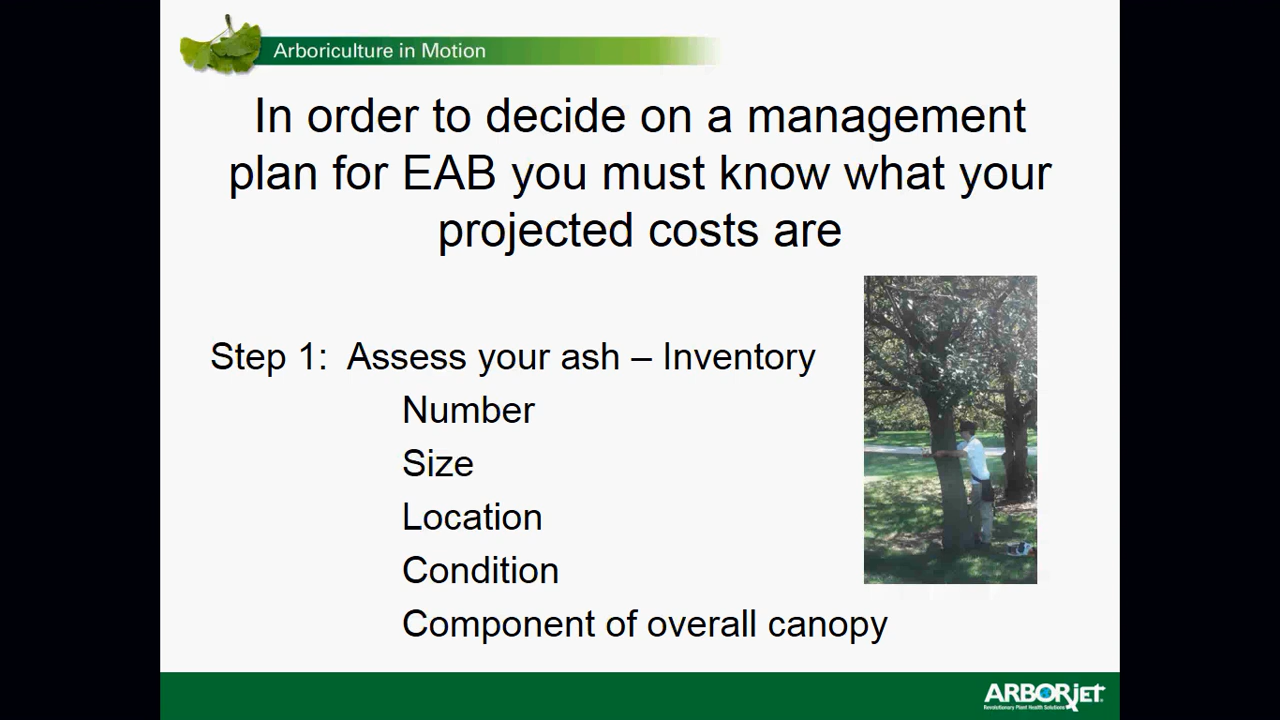 Arboriculture in Motion
In order to decide on a management
plan for EAB you must know what your
projected costs are
Step 1: Assess your ash – Inventory
Number
Size
Location
Condition
Component of overall canopy
ARBORjET
Revolutionary Plant Health Solutions